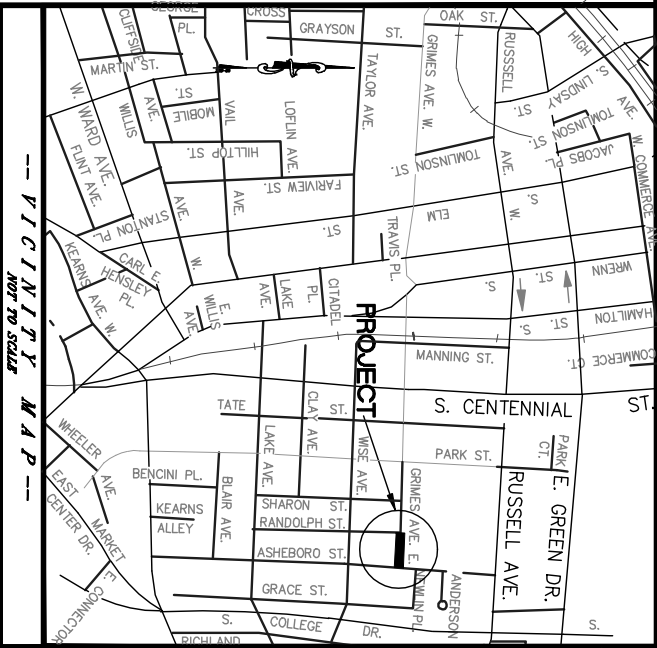 GEORGE
PL.
CROSS
OAK ST.
CLIFFSIDE
GRAYSON ST.
MARTIN ST.
TAYLOR AVE.
GRIMES AVE. W.
RUSSSELL
HIGH
S. LINDSAY
ST.
AVE.
W. WARD AVE.
WILLIS
AVE.
ST.
MOBILE
VAIL
LOFLIN AVE.
TOMLINSON
ST.
FLINT AVE.
HILLTOP ST.
TOMLINSON ST.
JACOBS PL.
W. COMMERCE AVE.
AVE.
FARIVIEW ST.
AVE.
AVE.
S.
W.
STANTON PL.
ST.
ELM
W.
TRAVIS PL.
KEARNS
AVE. W.
CARL E.
HENSLEY
PL.
E.
WILLIS
AVE.
AVE.
LAKE
PL.
CITADEL
S.
ST.
WRENN
S.
ST.
HAMILTON
COMMERCE CT.
PROJECT
MANNING ST.
TATE ST.
CLAY AVE.
S. CENTENNIAL ST.
WHEELER
AVE.
LAKE AVE.
WISE AVE.
PARK ST.
PARK
CT.
EAST
CENTER DR.
MARKET
BENCINI PL.
BLAIR AVE.
KEARNS
ALLEY
SHARON ST.
RANDOLPH ST.
GRIMES AVE. E.
RUSSELL AVE.
E. GREEN DR.
ASHEBORO ST.
GRACE ST.
NEWLIN PL.
ANDERSON
E. CONNECTOR
S.
COLLEGE
DR.
S.
RICHLAND
-- VICINITY MAP --
NOT TO SCALE